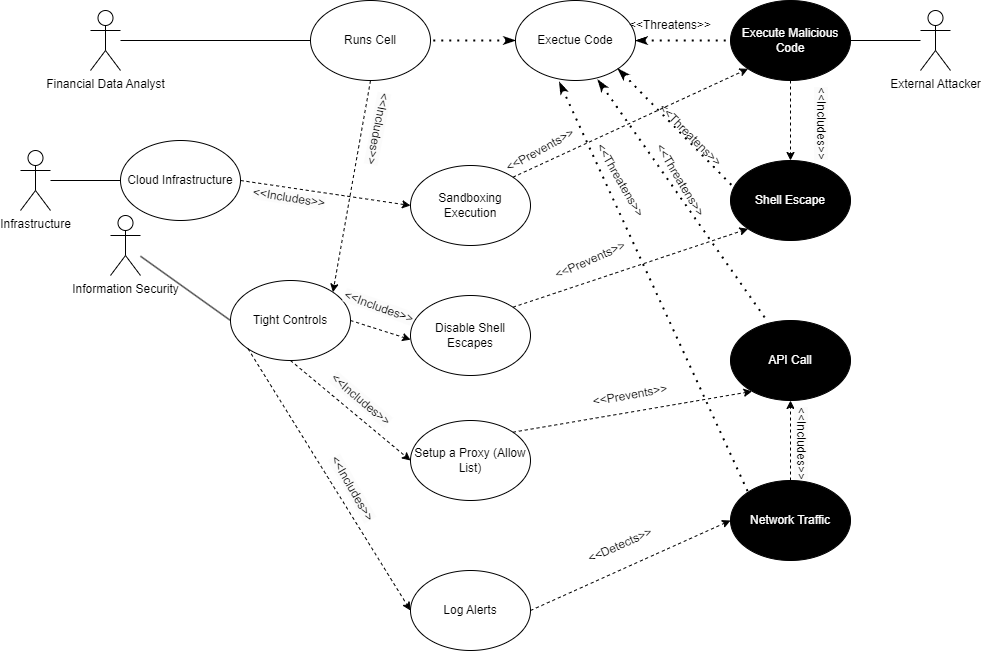 Financial Data Analyst
Runs Cell
Exectue Code
<<Threatens>>
Execute Malicious
Code
External Attacker
<<Includes>>
<<Includes>>
<<Threatens>>
<<Prevents>>
<<Threatens>>
<<Threatens>>
Infrastructure
Cloud Infrastructure
<<Includes>>
Sandboxing
Execution
Shell Escape
Information Security
<<Prevents>>
Tight Controls
<<Includes>>
Disable Shell
Escapes
API Call
<<Includes>>
<<Prevents>>
Setup a Proxy (Allow
List)
<<Includes>>
<<Includes>>
Network Traffic
<<Detects>>
Log Alerts